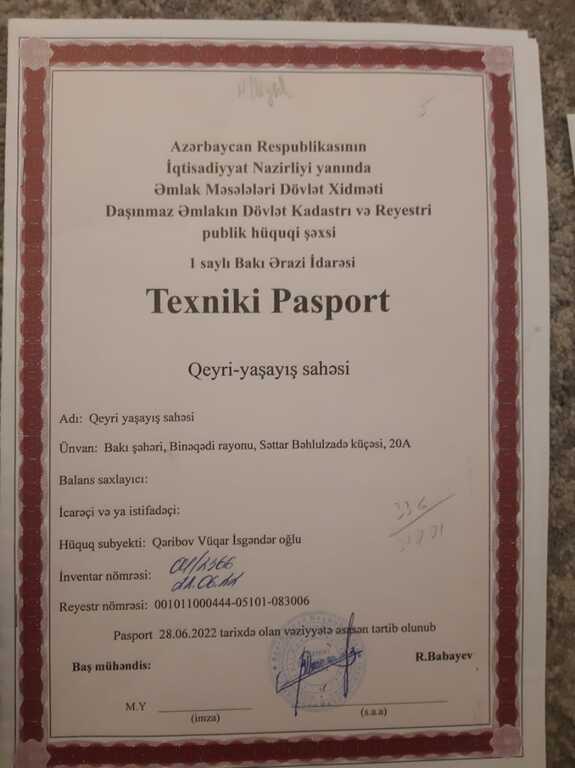 Azərbaycan Respublikasının
İqtisadiyyat Nazirliyi yanında
Əmlak Məsələləri Dövlət Xidməti
Daşınmaz Əmlakın Dövlət Kadastrı və Reyestri
publik hüquqi şəxsi
1 saylı Bakı Ərazi İdarəsi
Texniki Pasport
Qeyri-yaşayış sahəsi
Adı: Qeyri yaşayış sahəsi
Ünvan: Bakı şəhəri, Binəqədi rayonu, Səttar Bəhlulzadə küçəsi, 20A
Balans saxlayıcı:
İcarəçi və ya istifadəçi:
Hüquq subyekti: Qəribov Vüqar İsgəndər oğlu
İnventar nömrəsi:
Reyestr nömrəsi: 001011000444-05101-083006
Pasport 28.06.2022 tarixdə olan vəziyyətə əsasən tərtib olunub
Baş mühəndis: R.Babayev
M.Y
(imza) (s.a.a)